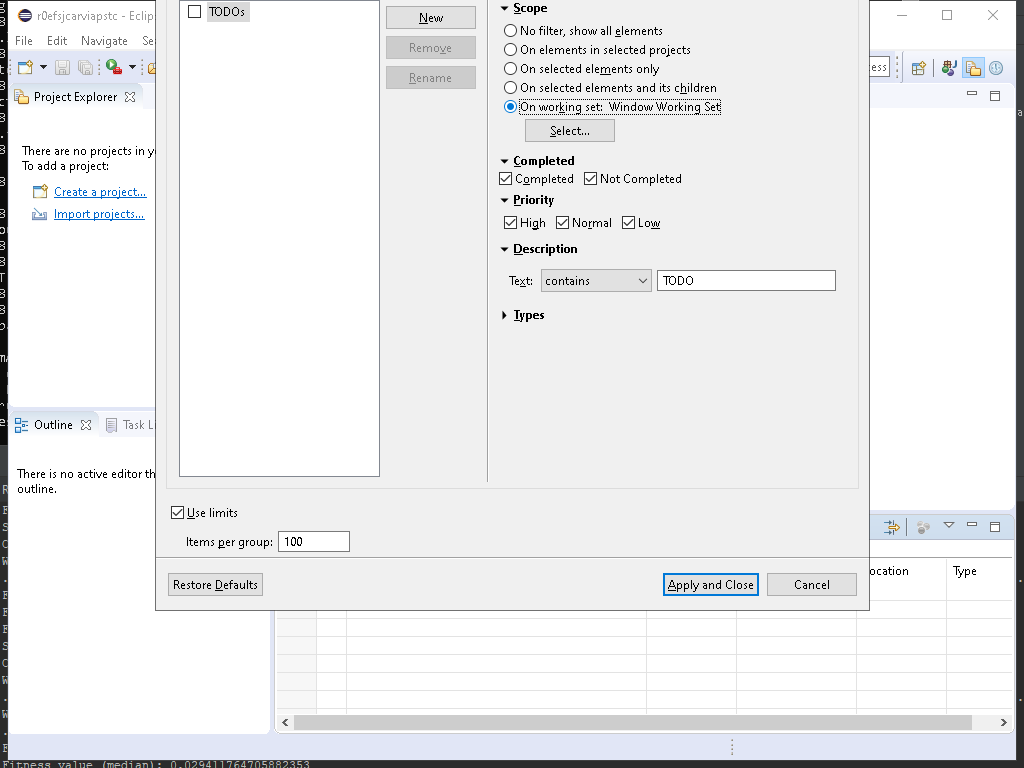 r0efsjcarviapstc - Eclip
File Edit Navigate Se
ess
Project Explorer
There are no projects in y
To add a project:
Create a project...
Import projects...
Outline
Task Li
There is no active editor th
outline.
TODOs
New
Remove
Rename
Scope
No filter, show all elements
On elements in selected projects
On selected elements only
On selected elements and its children
On working set: Window Working Set
Select...
Completed
Completed Not Completed
Priority
High Normal Low
Description
Text: contains TODO
Types
Use limits
Items per group: 100
Restore Defaults Apply and Close Cancel
ocation Type
Fitness value (median): 0.029411764705882353